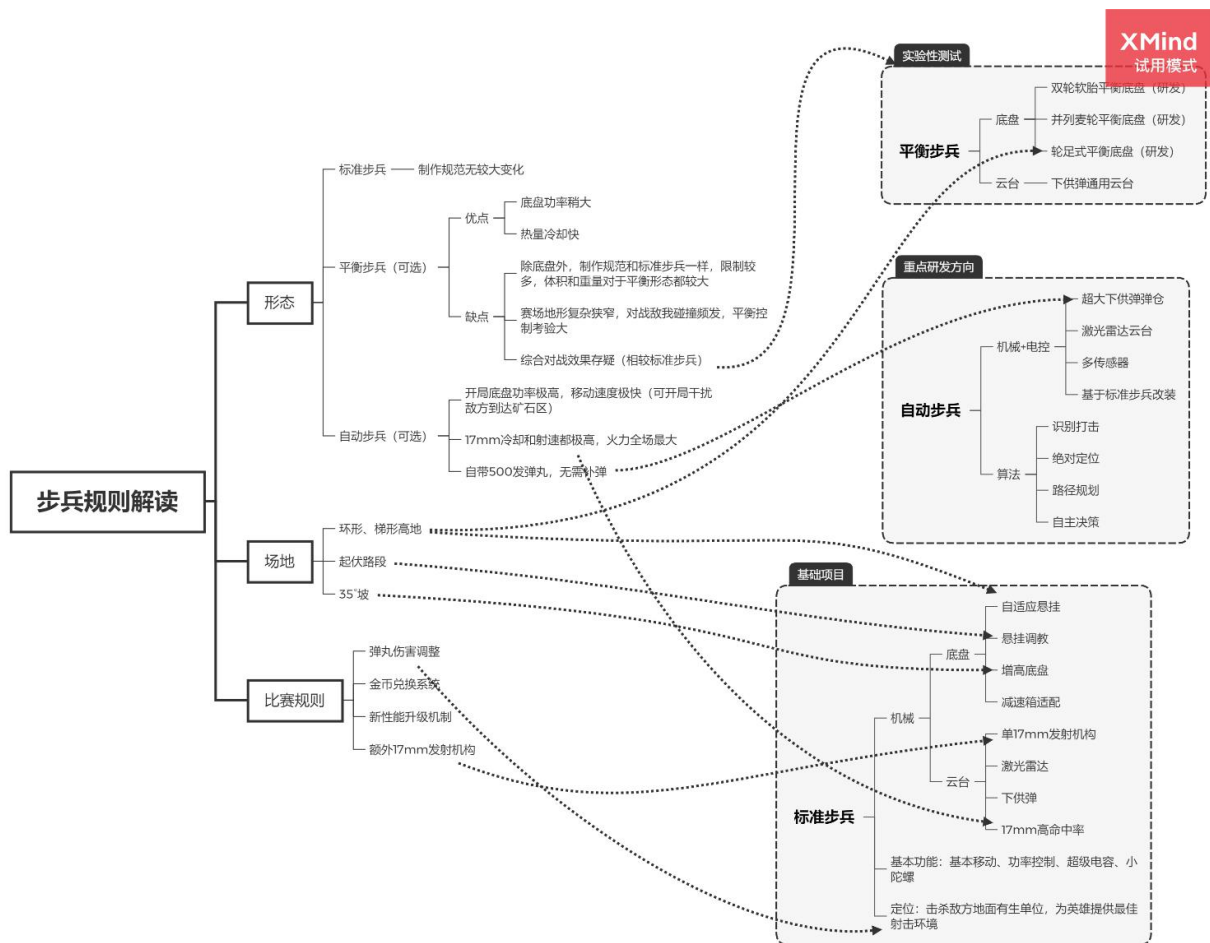 步兵规则解读
形态
标准步兵
制作规范无较大变化
平衡步兵（可选）
优点
底盘功率稍大
热量冷却快
缺点
除底盘外，制作规范和标准步兵一样，限制较
多，体积和重量对于平衡形态都较大
赛场地形复杂狭窄，对战敌我碰撞频发，平衡控
制考验大
综合对战效果存疑（相较标准步兵）
自动步兵（可选）
开局底盘功率极高，移动速度极快（可开局干扰
敌方到达矿石区）
17mm冷却和射速都极高，火力全场最大
自带500发弹丸，无需补弹
场地
环形、梯形高地
起伏路段
35°坡
比赛规则
弹丸伤害调整
金币兑换系统
新性能升级机制
额外17mm发射机构
XMind
试用模式
实验性测试
平衡步兵
底盘
双轮软胎平衡底盘（研发）
并列麦轮平衡底盘（研发）
轮足式平衡底盘（研发）
云台
下供弹通用云台
重点研发方向
自动步兵
机械+电控
超大下供弹弹仓
激光雷达云台
多传感器
基于标准步兵改装
算法
识别打击
绝对定位
路径规划
自主决策
基础项目
标准步兵
机械
底盘
自适应悬挂
悬挂调教
增高底盘
减速箱适配
云台
单17mm发射机构
激光雷达
下供弹
17mm高命中率
基本功能：基本移动、功率控制、超级电容、小
陀螺
定位：击杀敌方地面有生单位，为英雄提供最佳
射击环境